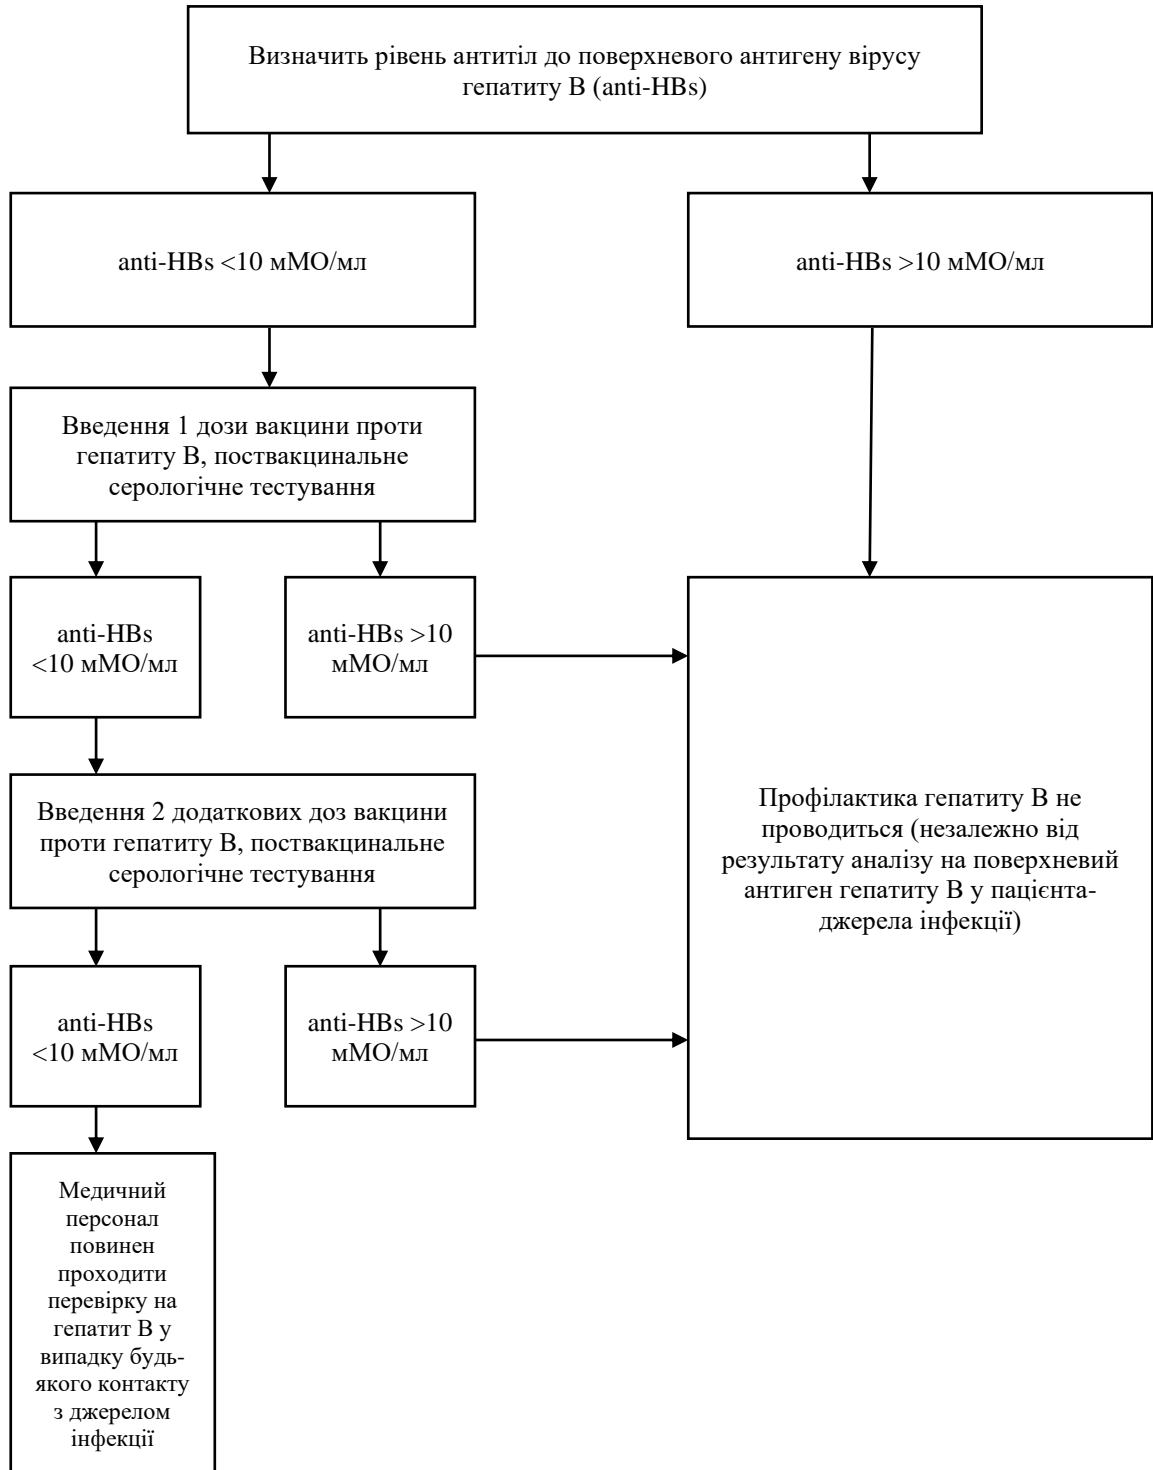 Визначить рівень антитіл до поверхневого антигену вірусу
гепатиту В (anti-HBs)
anti-HBs <10 мМО/мл
anti-HBs >10 мМО/мл
Введення 1 дози вакцини проти
гепатиту В, поствакцинальне
серологічне тестування
anti-HBs
<10 мМО/мл
anti-HBs >10
мМО/мл
Введення 2 додаткових доз вакцини
проти гепатиту В, поствакцинальне
серологічне тестування
Профілактика гепатиту В не
проводиться (незалежно від
результату аналізу на поверхневий
антиген гепатиту В у пацієнта-
джерела інфекції)
anti-HBs
<10 мМО/мл
anti-HBs >10
мМО/мл
Медичний
персонал
повинен
проходити
перевірку на
гепатит В у
випадку будь-
якого контакту
з джерелом
інфекції